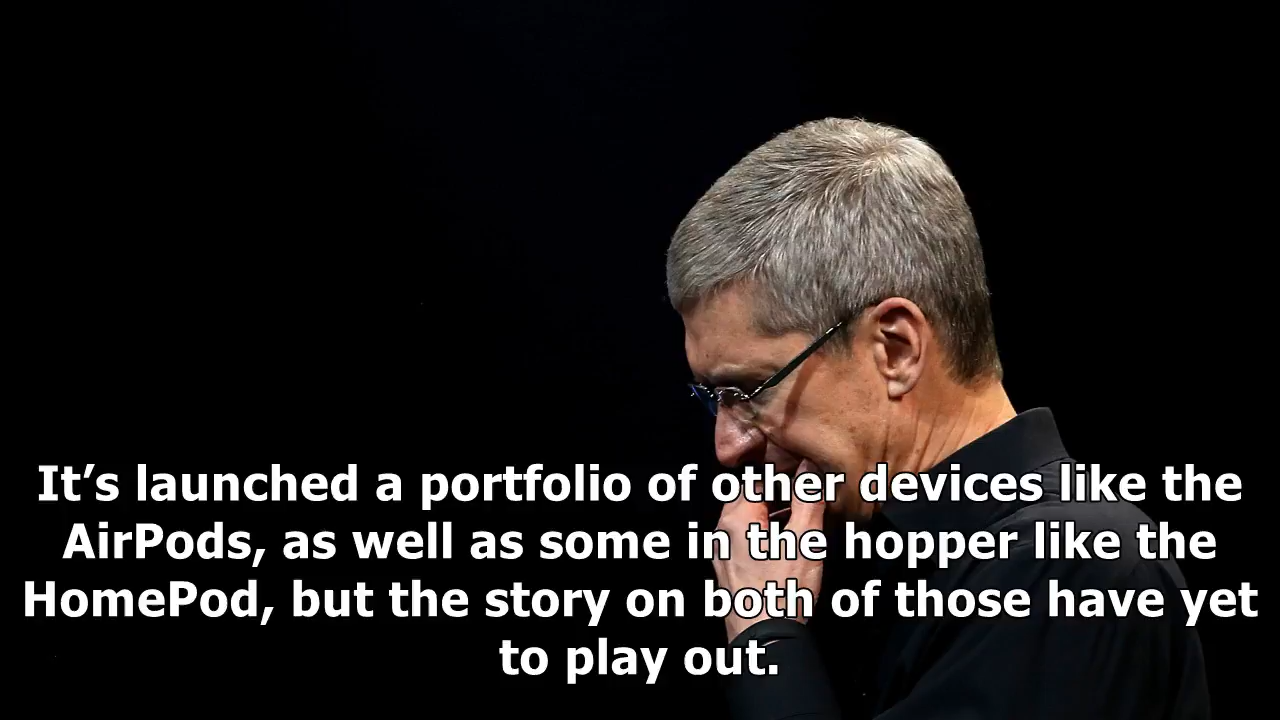 It’s launched a portfolio of other devices like the
AirPods, as well as some in the hopper like the
HomePod, but the story on both of those have yet
to play out.